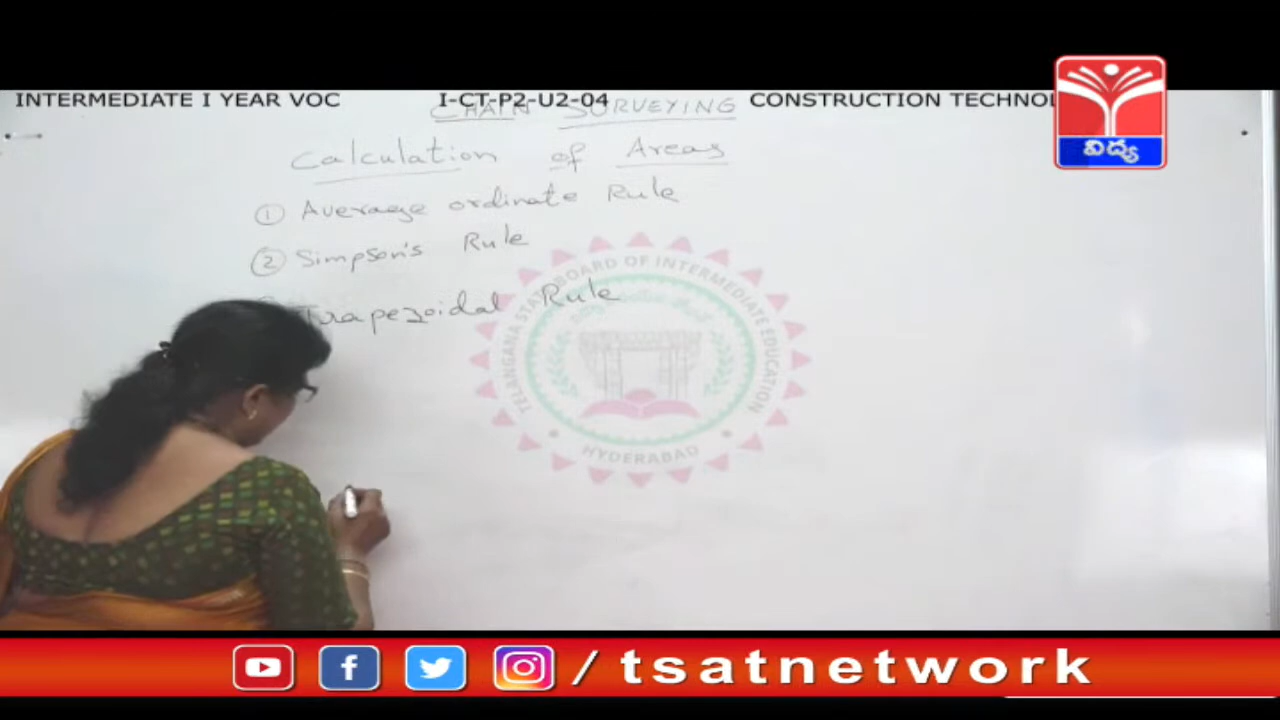 INTERMEDIATE I YEAR VOC I-CT-P2-U2-04 CONSTRUCTION TECHNOL
CHAIN SURVEYING
Calculation of Areas
① Average ordinate Rule
② Simpson's Rule
Trapezoidal Rule
విద్య
TELANGANA STATE BOARD OF INTERMEDIATE EDUCATION
HYDERABAD
/ tsatnetwork